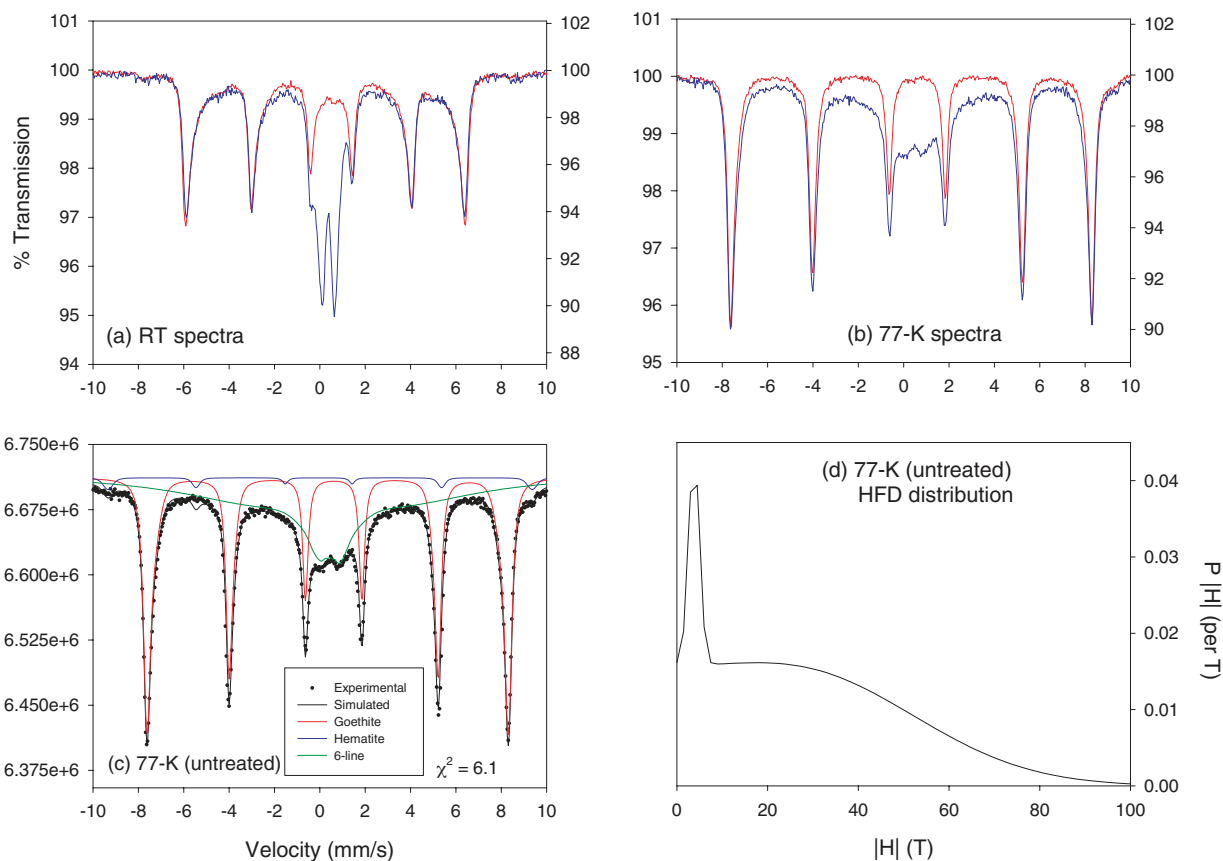 101
100
99
98
97
96
95
94
102
100
98
96
94
92
90
88
% Transmission
(a) RT spectra
-10 -8 -6 -4 -2 0 2 4 6 8 10
101
100
99
98
97
96
95
102
100
98
96
94
92
90
(b) 77-K spectra
-10 -8 -6 -4 -2 0 2 4 6 8 10
6.750e+6
6.675e+6
6.600e+6
6.525e+6
6.450e+6
6.375e+6
Experimental
Simulated
Goethite
Hematite
6-line
(c) 77-K (untreated)
χ² = 6.1
-10 -8 -6 -4 -2 0 2 4 6 8 10
Velocity (mm/s)
(d) 77-K (untreated)
HFD distribution
0.04
0.03
0.02
0.01
0.00
P |H| (per T)
0 20 40 60 80 100
|H| (T)